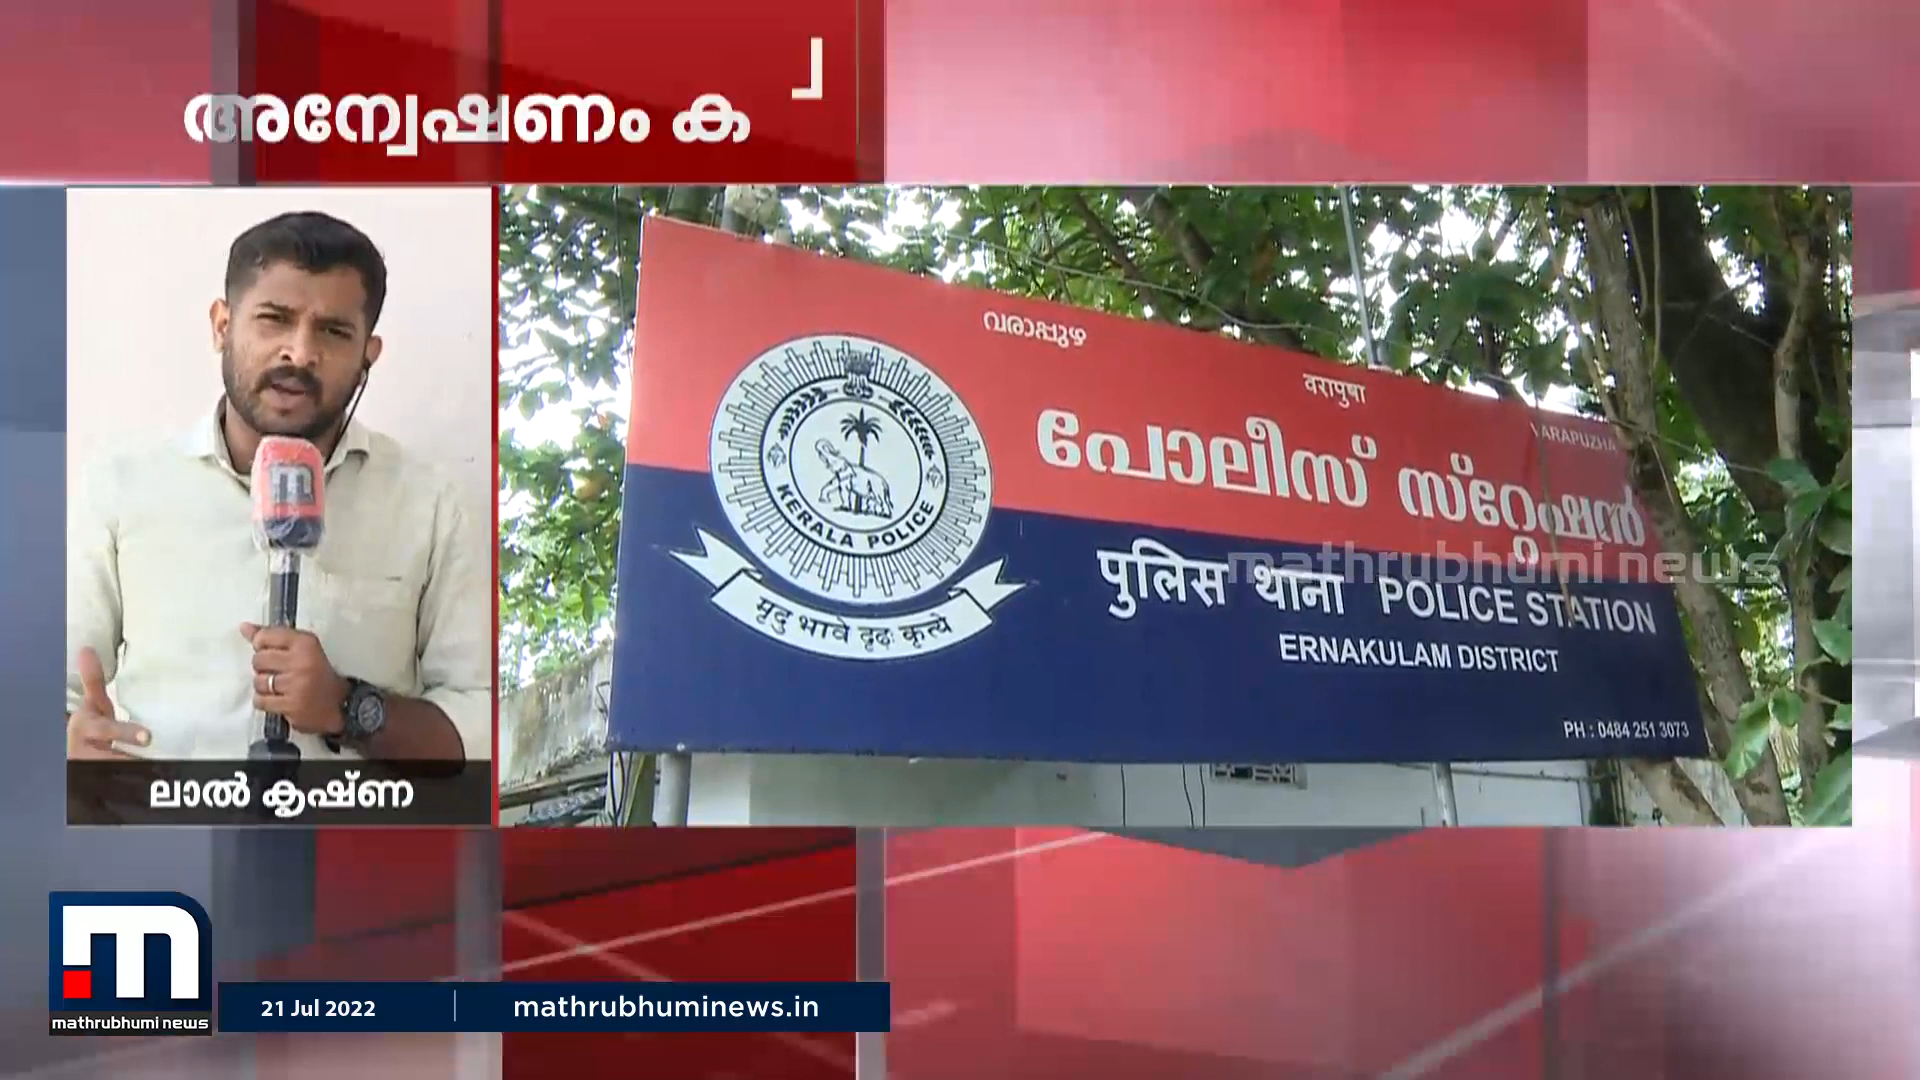 അന്വേഷണം ക
വരാപ്പുഴ
वरापुषा
VARAPUZHA
പോലീസ് സ്റ്റേഷൻ
पुलिस थाना POLICE STATION
ERNAKULAM DISTRICT
PH : 0484 251 3073
KERALA POLICE
मृदु भावे दृढः कृत्ये
mathrubhumi news
m
ലാൽ കൃഷ്ണ
m
mathrubhumi news
21 Jul 2022
mathrubhuminews.in